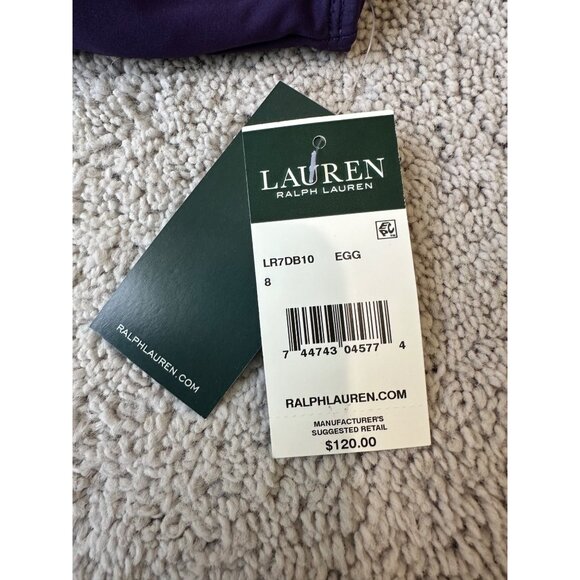 LAUREN
RALPH LAUREN
LR7DB10 EGG
8
7 44743 04577 4
RALPHLAUREN.COM
MANUFACTURER'S
SUGGESTED RETAIL
$120.00
RALPHLAUREN.COM